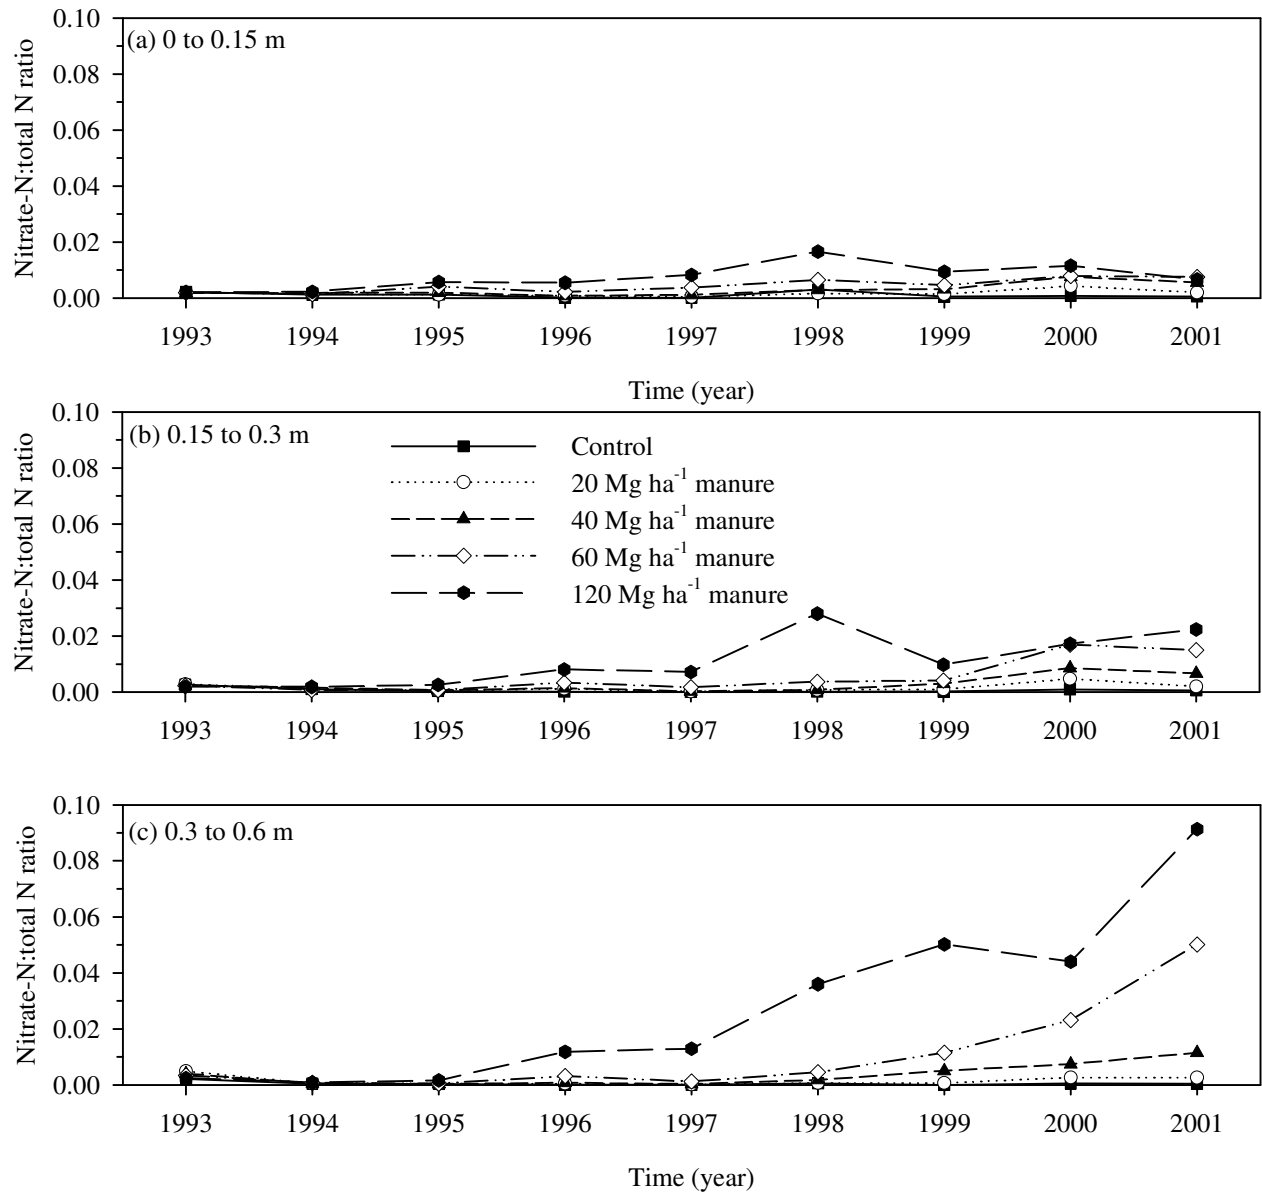 (a) 0 to 0.15 m
Nitrate-N:total N ratio
0.10
0.08
0.06
0.04
0.02
0.00
1993 1994 1995 1996 1997 1998 1999 2000 2001
Time (year)
(b) 0.15 to 0.3 m
Nitrate-N:total N ratio
0.10
0.08
0.06
0.04
0.02
0.00
Control
20 Mg ha-1 manure
40 Mg ha-1 manure
60 Mg ha-1 manure
120 Mg ha-1 manure
1993 1994 1995 1996 1997 1998 1999 2000 2001
(c) 0.3 to 0.6 m
Nitrate-N:total N ratio
0.10
0.08
0.06
0.04
0.02
0.00
1993 1994 1995 1996 1997 1998 1999 2000 2001
Time (year)